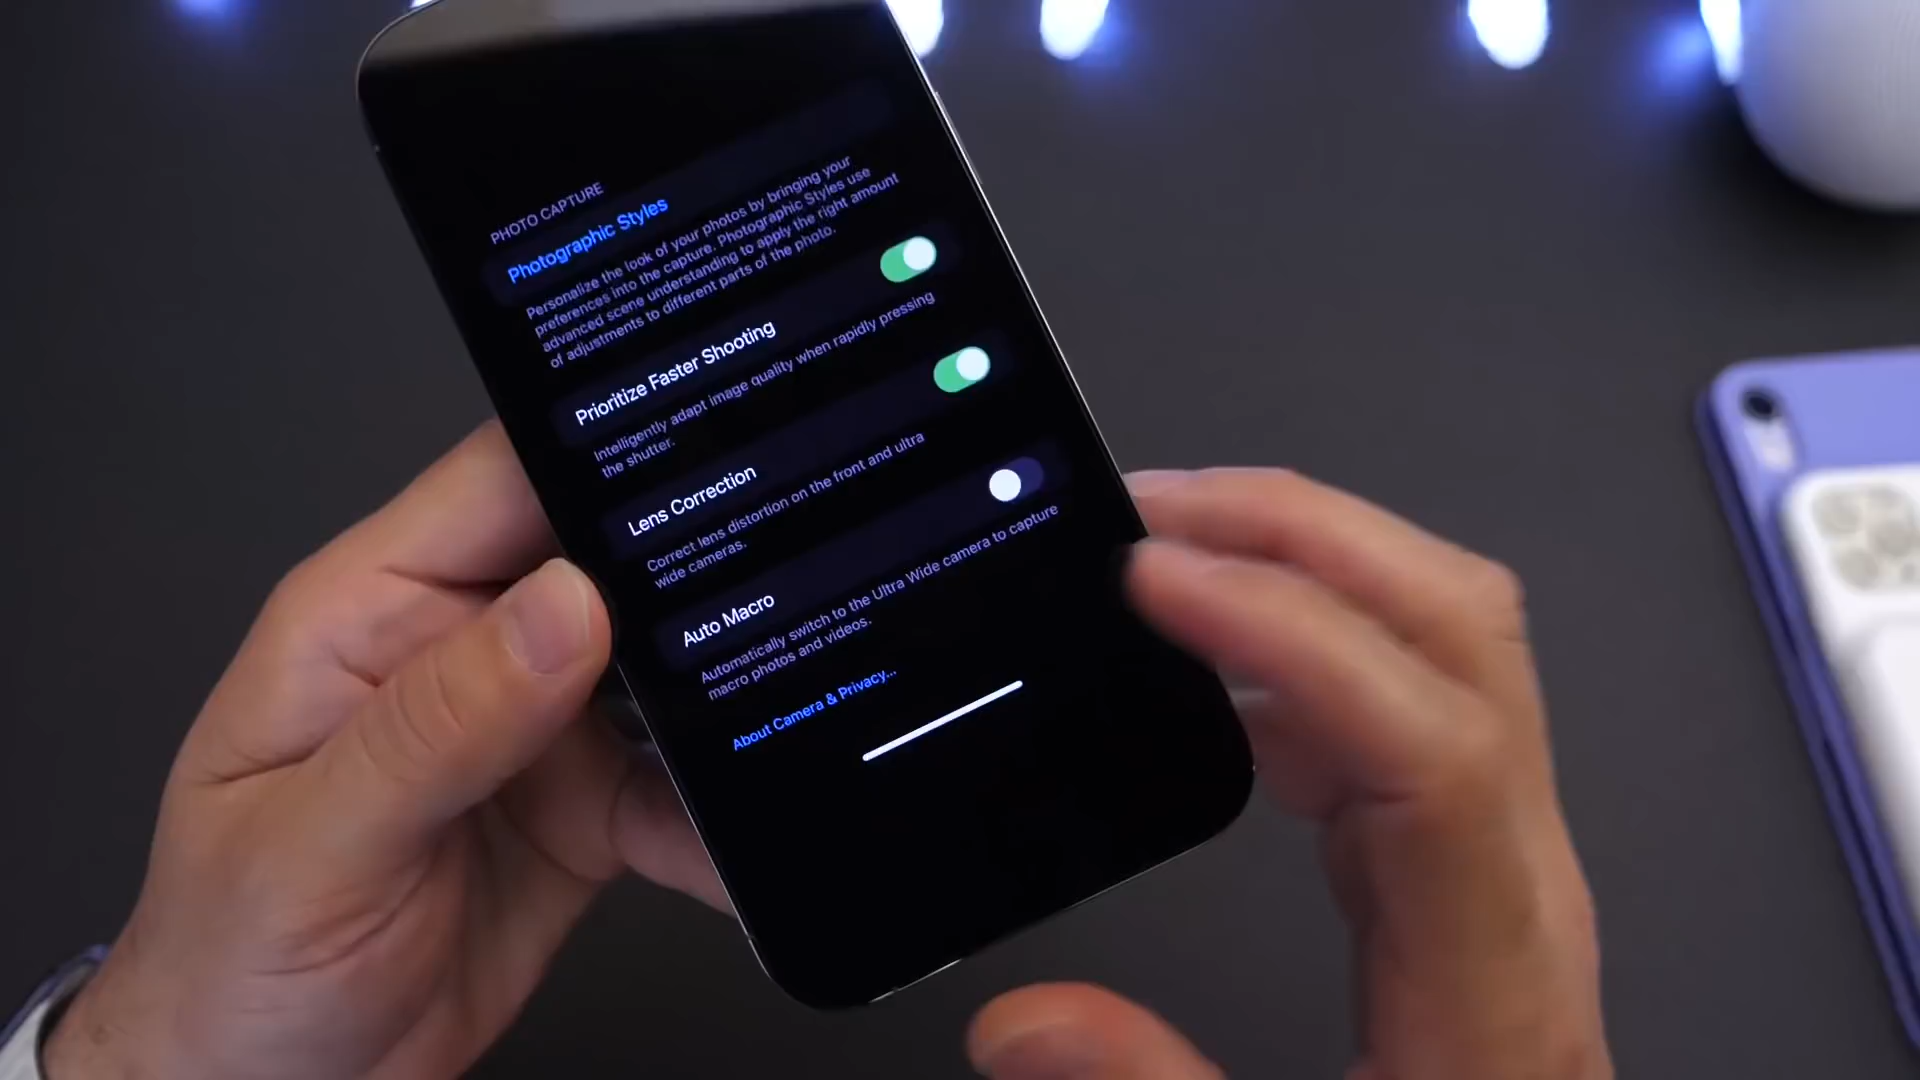 PHOTO CAPTURE
Photographic Styles
Personalize the look of your photos by bringing your
preferences into the capture. Photographic Styles use
advanced scene understanding to apply the right amount
of adjustments to different parts of the photo.
Prioritize Faster Shooting
Intelligently adapt image quality when rapidly pressing
the shutter.
Lens Correction
Correct lens distortion on the front and ultra
wide cameras.
Auto Macro
Automatically switch to the Ultra Wide camera to capture
macro photos and videos.
About Camera & Privacy...